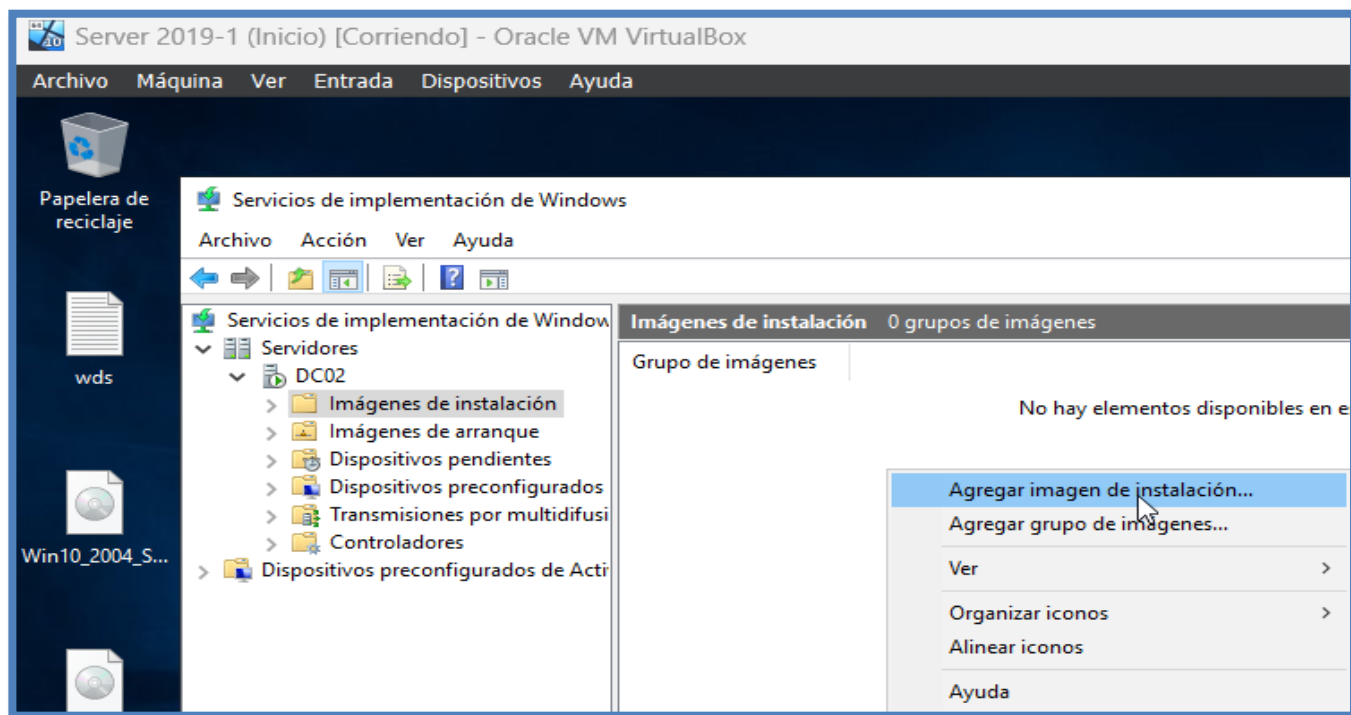 Server 2019-1 (Inicio) [Corriendo] - Oracle VM VirtualBox
Archivo Máquina Ver Entrada Dispositivos Ayuda
Papelera de
reciclaje
wds
Win10_2004_S...
Servicios de implementación de Windows
Archivo Acción Ver Ayuda
Servicios de implementación de Window
Servidores
DC02
Imágenes de instalación
Imágenes de arranque
Dispositivos pendientes
Dispositivos preconfigurados
Transmisiones por multidifusi
Controladores
Dispositivos preconfigurados de Acti
Imágenes de instalación 0 grupos de imágenes
Grupo de imágenes
No hay elementos disponibles en e
Agregar imagen de instalación...
Agregar grupo de imágenes...
Ver
Organizar iconos
Alinear iconos
Ayuda